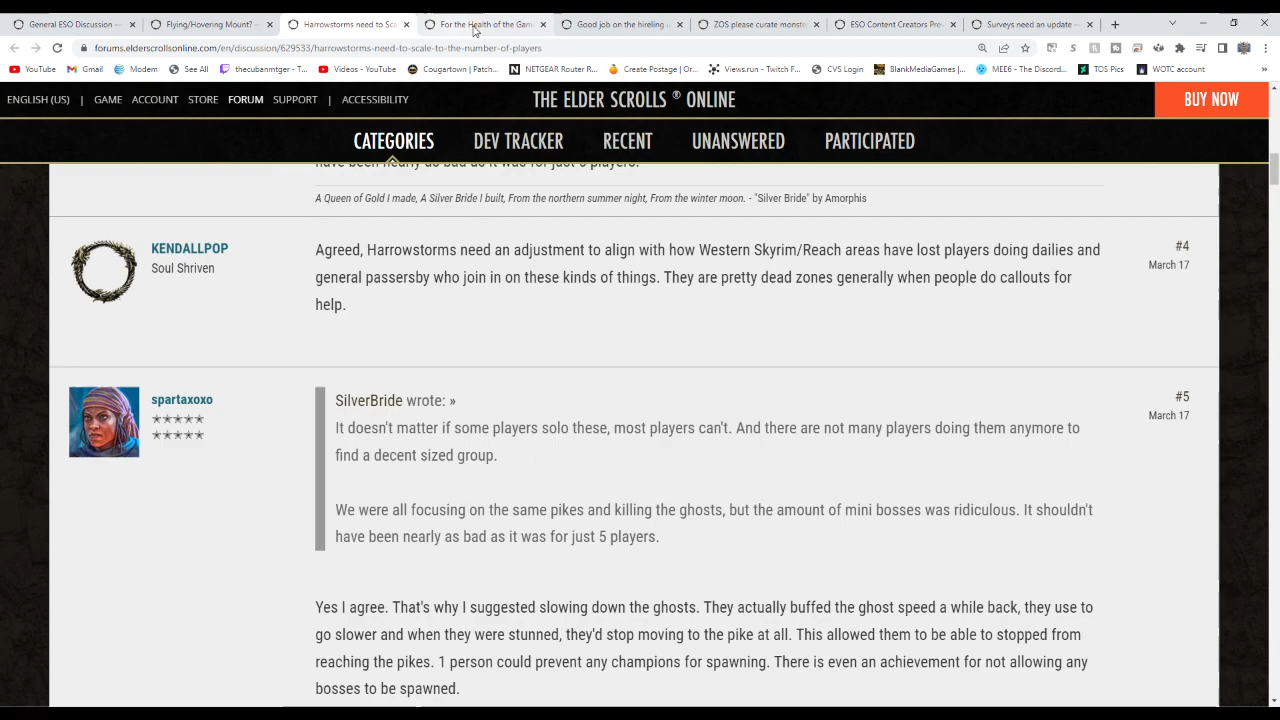 General ESO Discussion —
Flying/Hovering Mount? —
Harrowstorms need to Sca
For the Health of the Gam
Good job on the hireling u
ZOS please curate monste
ESO Content Creators Prev
Surveys need an update —
forums.elderscrollsonline.com/en/discussion/629533/harrowstorms-need-to-scale-to-the-number-of-players
YouTube
Gmail
Modem
See All
thecubanmtger - T...
Videos - YouTube
Cougartown | Patch...
NETGEAR Router R...
Create Postage | Or...
Views.run - Twitch F...
CVS Login
BlankMediaGames |...
MEE6 - The Discord...
TOS Pics
WOTC account
»
ENGLISH (US) | GAME ACCOUNT STORE FORUM SUPPORT | ACCESSIBILITY
THE ELDER SCROLLS ® ONLINE
BUY NOW
CATEGORIES DEV TRACKER RECENT UNANSWERED PARTICIPATED
have been nearly as bad as it was for just 5 players.
A Queen of Gold I made, A Silver Bride I built, From the northern summer night, From the winter moon. - "Silver Bride" by Amorphis
KENDALLPOP
Soul Shriven
Agreed, Harrowstorms need an adjustment to align with how Western Skyrim/Reach areas have lost players doing dailies and
general passersby who join in on these kinds of things. They are pretty dead zones generally when people do callouts for
help.
#4
March 17
spartaxoxo
★★★★★
★★★★★
SilverBride wrote: »
It doesn't matter if some players solo these, most players can't. And there are not many players doing them anymore to
find a decent sized group.
We were all focusing on the same pikes and killing the ghosts, but the amount of mini bosses was ridiculous. It shouldn't
have been nearly as bad as it was for just 5 players.
#5
March 17
Yes I agree. That's why I suggested slowing down the ghosts. They actually buffed the ghost speed a while back, they use to
go slower and when they were stunned, they'd stop moving to the pike at all. This allowed them to be able to stopped from
reaching the pikes. 1 person could prevent any champions for spawning. There is even an achievement for not allowing any
bosses to be spawned.